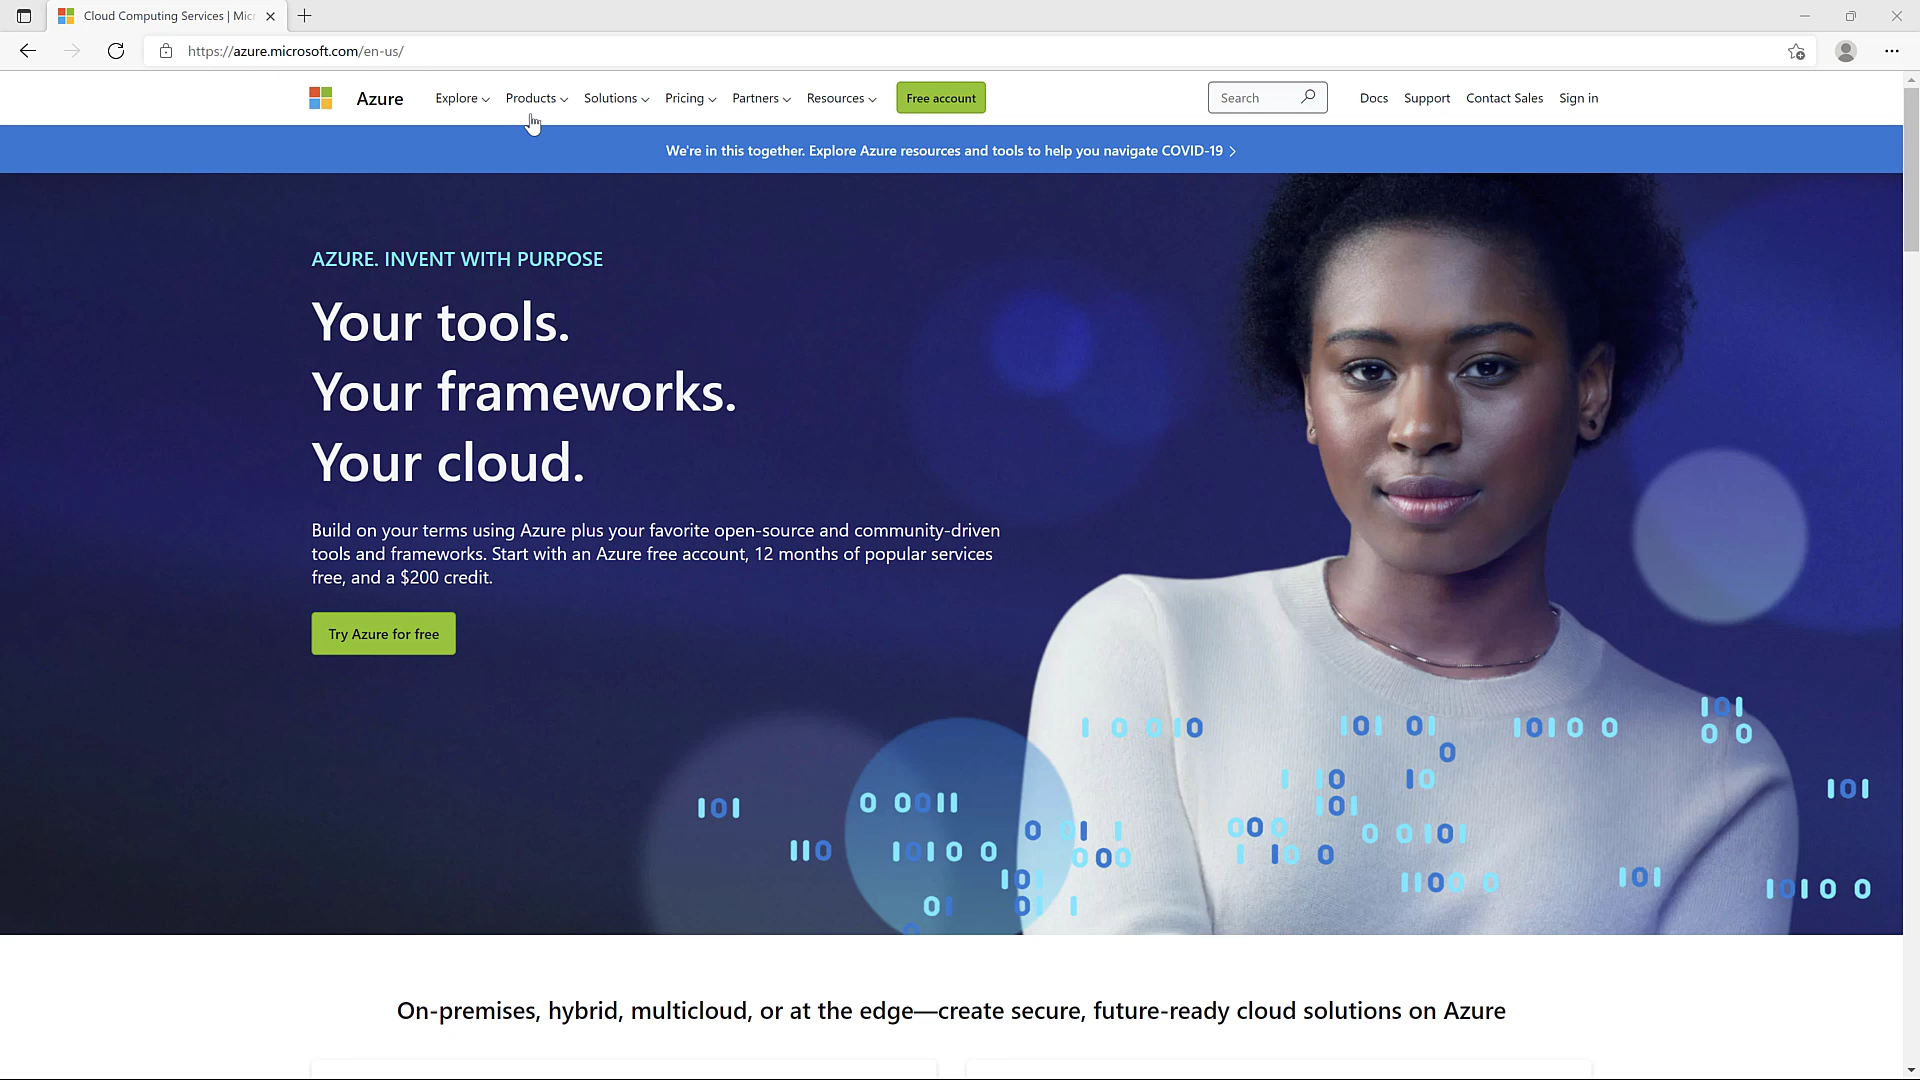 Cloud Computing Services | Micr
https://azure.microsoft.com/en-us/
Azure Explore Products Solutions Pricing Partners Resources Free account Search Docs Support Contact Sales Sign in
We're in this together. Explore Azure resources and tools to help you navigate COVID-19
AZURE. INVENT WITH PURPOSE
Your tools.
Your frameworks.
Your cloud.
Build on your terms using Azure plus your favorite open-source and community-driven
tools and frameworks. Start with an Azure free account, 12 months of popular services
free, and a $200 credit.
Try Azure for free
On-premises, hybrid, multicloud, or at the edge—create secure, future-ready cloud solutions on Azure